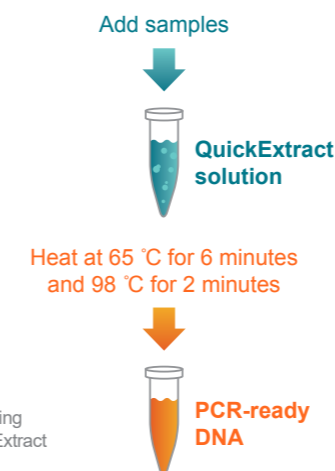 Add samples
QuickExtract
solution
Heat at 65 ℃ for 6 minutes
and 98 ℃ for 2 minutes
PCR-ready
DNA